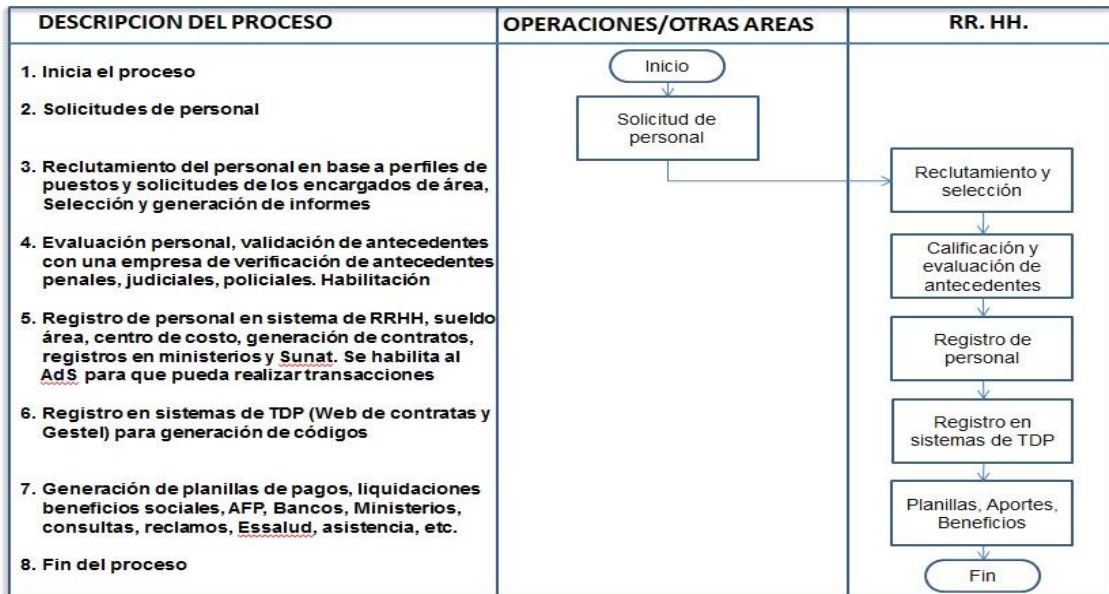 DESCRIPCION DEL PROCESO
OPERACIONES/OTRAS AREAS
RR. HH.
1. Inicia el proceso
2. Solicitudes de personal
3. Reclutamiento del personal en base a perfiles de
puestos y solicitudes de los encargados de área,
Selección y generación de informes
4. Evaluación personal, validación de antecedentes
con una empresa de verificación de antecedentes
penales, judiciales, policiales. Habilitación
5. Registro de personal en sistema de RRHH, sueldo
área, centro de costo, generación de contratos,
registros en ministerios y Sunat. Se habilita al
AdS para que pueda realizar transacciones
6. Registro en sistemas de TDP (Web de contratas y
Gestel) para generación de códigos
7. Generación de planillas de pagos, liquidaciones
beneficios sociales, AFP, Bancos, Ministerios,
consultas, reclamos, Essalud, asistencia, etc.
8. Fin del proceso
Inicio
Solicitud de
personal
Reclutamiento y
selección
Calificación y
evaluación de
antecedentes
Registro de
personal
Registro en
sistemas de TDP
Planillas, Aportes,
Beneficios
Fin